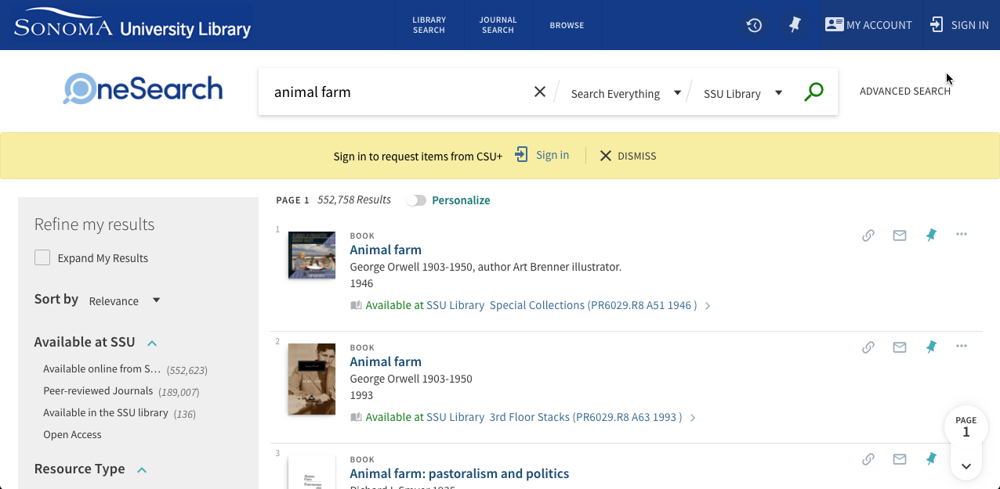 SONOMA University Library
LIBRARY SEARCH
JOURNAL SEARCH
BROWSE
MY ACCOUNT
SIGN IN
OneSearch
animal farm
Search Everything
SSU Library
ADVANCED SEARCH
Sign in to request items from CSU+
Sign in
DISMISS
Refine my results
Expand My Results
Sort by Relevance
Available at SSU
Available online from S... (552,623)
Peer-reviewed Journals (189,007)
Available in the SSU library (136)
Open Access
Resource Type
PAGE 1 552,758 Results Personalize
1
BOOK
Animal farm
George Orwell 1903-1950, author Art Brenner illustrator.
1946
Available at SSU Library Special Collections (PR6029.R8 A51 1946 )
2
BOOK
Animal farm
George Orwell 1903-1950
1993
Available at SSU Library 3rd Floor Stacks (PR6029.R8 A63 1993 )
3
BOOK
Animal farm: pastoralism and politics
PAGE
1